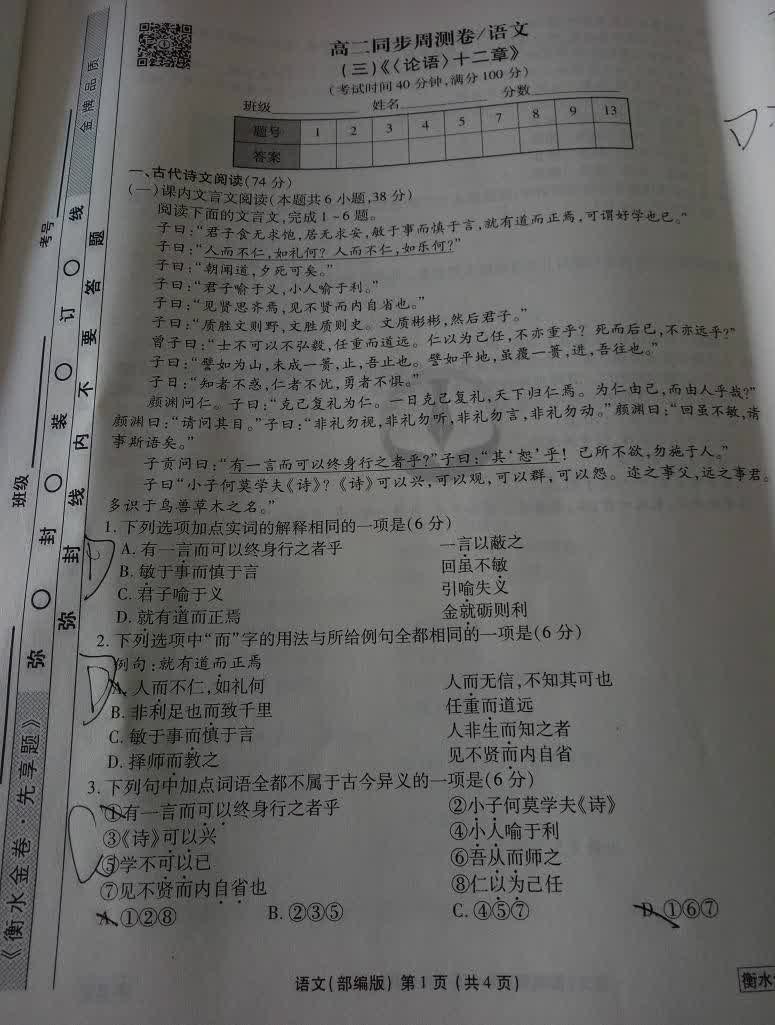 高二同步周测卷/语文
(三)《〈论语〉十二章》
(考试时间40分钟,满分100分)
班级 姓名 分数
题号 1 2 3 4 5 7 8 9 13
答案
一、古代诗文阅读(74分)
(一)课内文言文阅读(本题共6小题,38分)
阅读下面的文言文,完成1~6题。
子曰:“君子食无求饱,居无求安,敏于事而慎于言,就有道而正焉,可谓好学也已。”
子曰:“人而不仁,如礼何?人而不仁,如乐何?”
子曰:“朝闻道,夕死可矣。”
子曰:“君子喻于义,小人喻于利。”
子曰:“见贤思齐焉,见不贤而内自省也。”
子曰:“质胜文则野,文胜质则史。文质彬彬,然后君子。”
曾子曰:“士不可以不弘毅,任重而道远。仁以为己任,不亦重乎?死而后已,不亦远乎?”
子曰:“譬如为山,未成一篑,止,吾止也。譬如平地,虽覆一篑,进,吾往也。”
子曰:“知者不惑,仁者不忧,勇者不惧。”
颜渊问仁。子曰:“克己复礼为仁。一日克己复礼,天下归仁焉。为仁由己,而由人乎哉?”
颜渊曰:“请问其目。”子曰:“非礼勿视,非礼勿听,非礼勿言,非礼勿动。”颜渊曰:“回虽不敏,请
事斯语矣。”
子贡问曰:“有一言而可以终身行之者乎?”子曰:“其‘恕’乎!己所不欲,勿施于人。”
子曰“小子何莫学夫《诗》?《诗》可以兴,可以观,可以群,可以怨。迩之事父,远之事君。
多识于鸟兽草木之名。”
1.下列选项加点实词的解释相同的一项是(6分)
A.有一言而可以终身行之者乎 一言以蔽之
B.敏于事而慎于言 回虽不敏
C.君子喻于义 引喻失义
D.就有道而正焉 金就砺则利
2.下列选项中“而”字的用法与所给例句全都相同的一项是(6分)
例句:就有道而正焉
A.人而不仁,如礼何 人而无信,不知其可也
B.非利足也而致千里 任重而道远
C.敏于事而慎于言 人非生而知之者
D.择师而教之 见不贤而内自省
3.下列句中加点词语全都不属于古今异义的一项是(6分)
①有一言而可以终身行之者乎 ②小子何莫学夫《诗》
③《诗》可以兴 ④小人喻于利
⑤学不可以已 ⑥吾从而师之
⑦见不贤而内自省也 ⑧仁以为己任
A.①②⑧ B.②③⑤ C.④⑤⑦ D.①⑥⑦
语文(部编版) 第1页(共4页)
衡水
金牌品质
考号
班级
弥 封 装 订 线
弥 封 线 内 不 要 答 题
《衡水金卷·先享题》